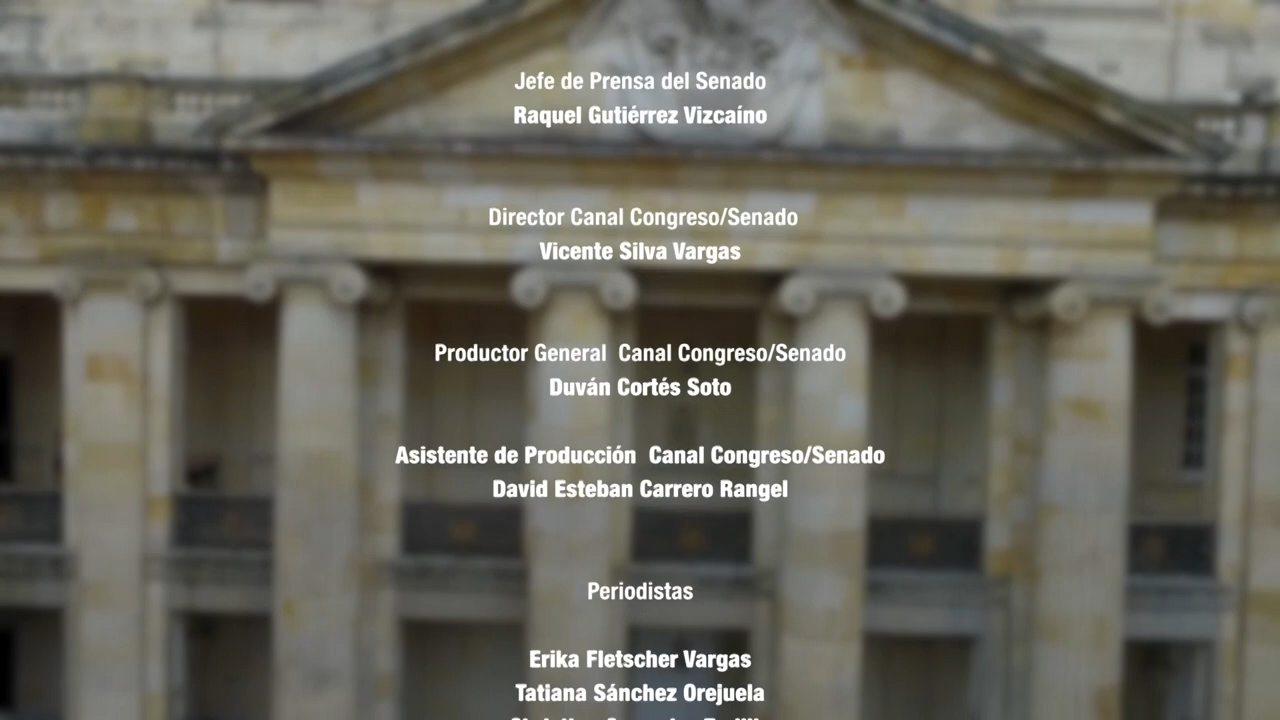 Jefe de Prensa del Senado
Raquel Gutiérrez Vizcaíno
Director Canal Congreso/Senado
Vicente Silva Vargas
Productor General  Canal Congreso/Senado
Duván Cortés Soto
Asistente de Producción  Canal Congreso/Senado
David Esteban Carrero Rangel
Periodistas
Erika Fletscher Vargas
Tatiana Sánchez Orejuela